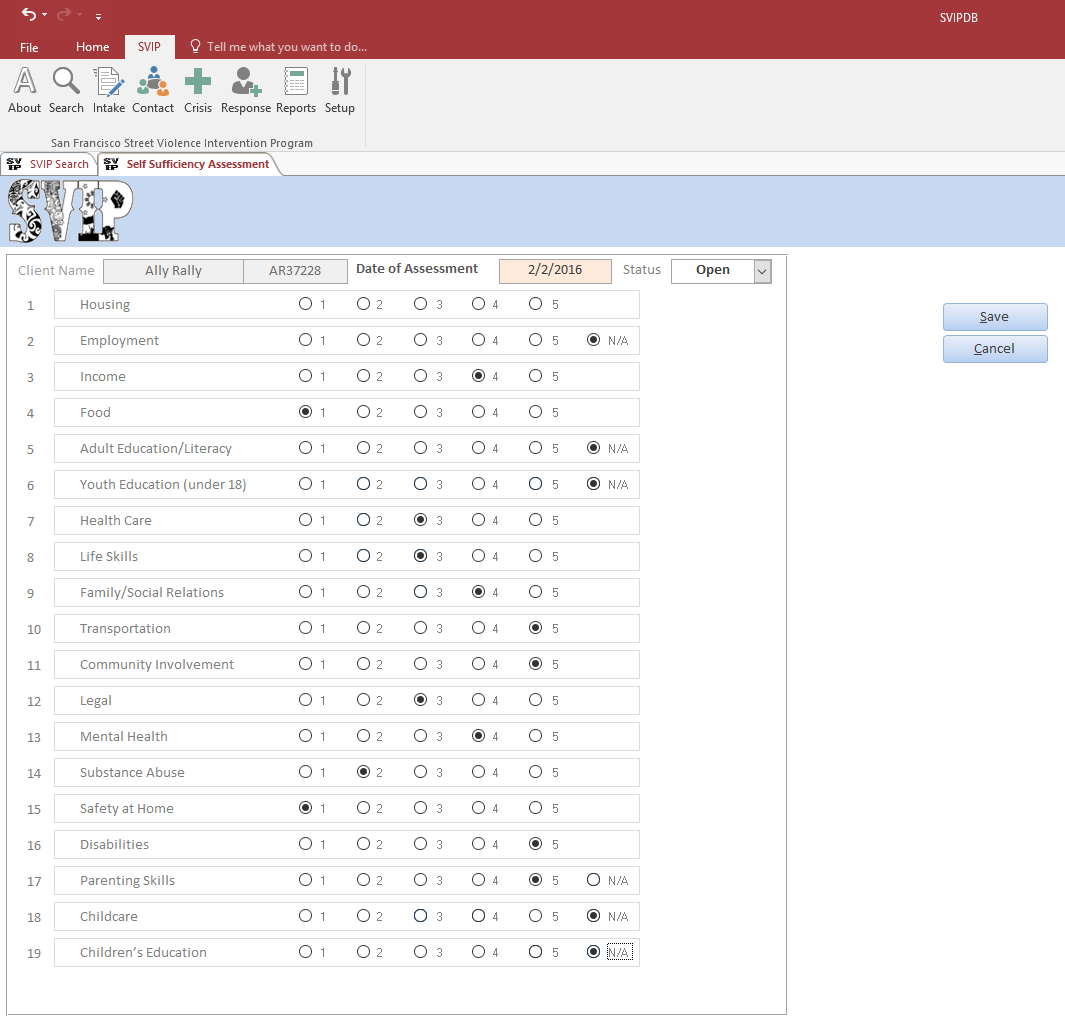 SVIPDB
File Home SVIP Tell me what you want to do...
About Search Intake Contact Crisis Response Reports Setup
San Francisco Street Violence Intervention Program
SVIP SVIP Search SVIP Self Sufficiency Assessment
SVIP
Client Name Ally Rally AR37228 Date of Assessment 2/2/2016 Status Open
1 Housing 1 2 3 4 5
Save
2 Employment 1 2 3 4 5 N/A
Cancel
3 Income 1 2 3 4 5
4 Food 1 2 3 4 5
5 Adult Education/Literacy 1 2 3 4 5 N/A
6 Youth Education (under 18) 1 2 3 4 5 N/A
7 Health Care 1 2 3 4 5
8 Life Skills 1 2 3 4 5
9 Family/Social Relations 1 2 3 4 5
10 Transportation 1 2 3 4 5
11 Community Involvement 1 2 3 4 5
12 Legal 1 2 3 4 5
13 Mental Health 1 2 3 4 5
14 Substance Abuse 1 2 3 4 5
15 Safety at Home 1 2 3 4 5
16 Disabilities 1 2 3 4 5
17 Parenting Skills 1 2 3 4 5 N/A
18 Childcare 1 2 3 4 5 N/A
19 Children’s Education 1 2 3 4 5 N/A